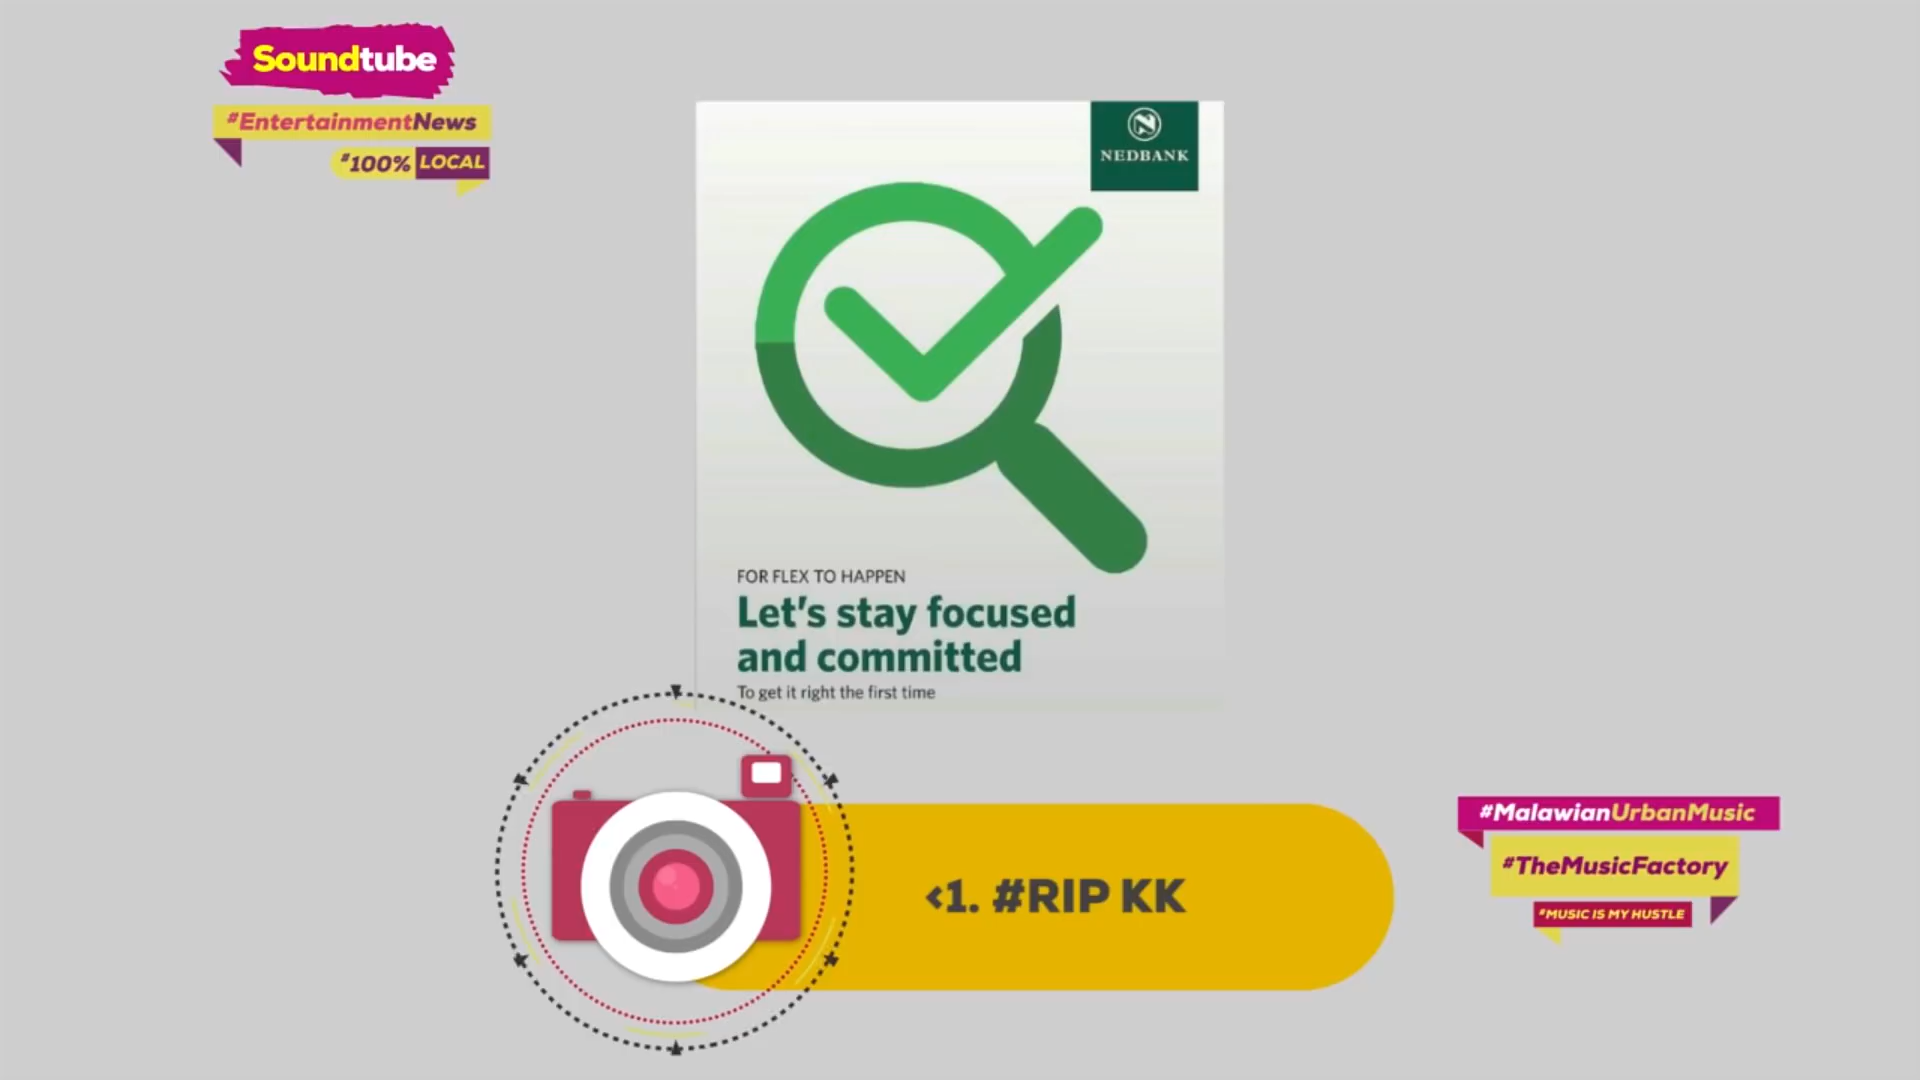 Soundtube
#EntertainmentNews
#100% LOCAL
NEDBANK
FOR FLEX TO HAPPEN
Let's stay focused
and committed
To get it right the first time
<1. #RIP KK
#MalawianUrbanMusic
#TheMusicFactory
#MUSIC IS MY HUSTLE